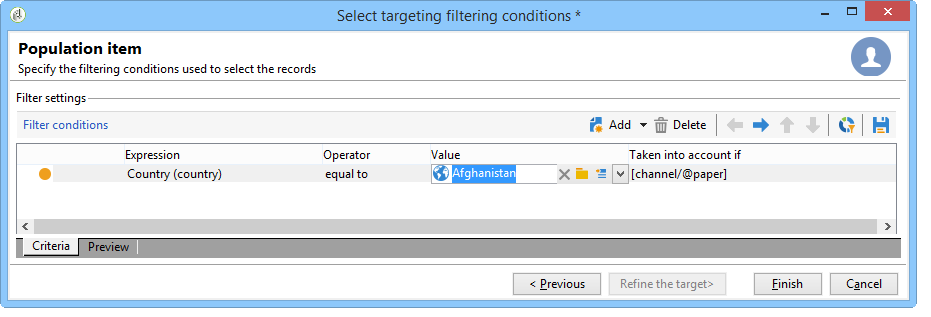 Select targeting filtering conditions *
Population item
Specify the filtering conditions used to select the records
Filter settings
Filter conditions Add Delete
Expression Operator Value Taken into account if
Country (country) equal to Afghanistan [channel/@paper]
Criteria Preview
< Previous Refine the target> Finish Cancel